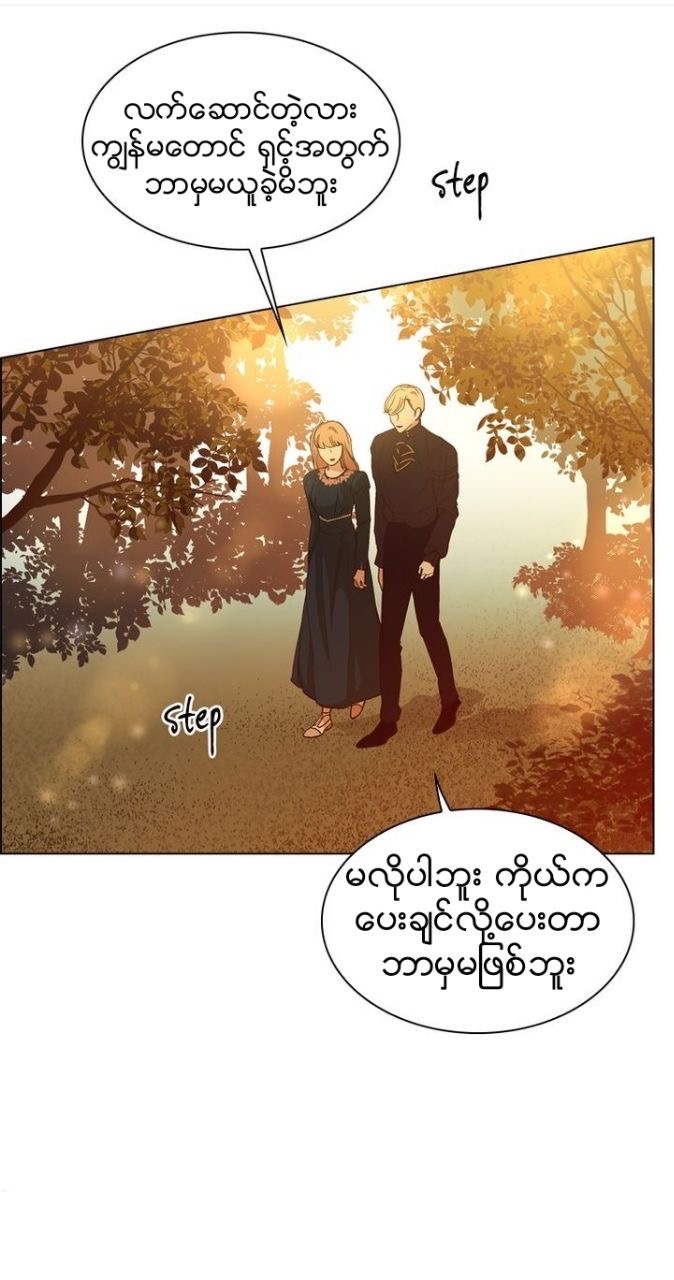 လက်ဆောင်တဲ့လား
ကျွန်မတောင် ရှင့်အတွက်
ဘာမှမယူခဲ့မိဘူး
step
step
မလိုပါဘူး ကိုယ်က
ပေးချင်လို့ပေးတာ
ဘာမှမဖြစ်ဘူး